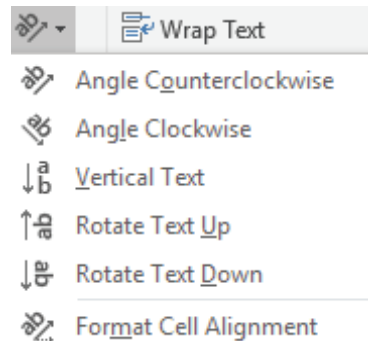 Wrap Text
Angle Counterclockwise
Angle Clockwise
Vertical Text
Rotate Text Up
Rotate Text Down
Format Cell Alignment